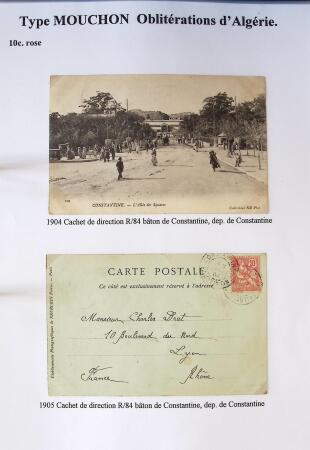 Type MOUCHON Oblitérations d'Algérie.
10c. rose
CONSTANTINE. — L'Allée des Squares
1904 Cachet de direction R/84 bâton de Constantine, dep. de Constantine
CARTE POSTALE
Ce côté est exclusivement réservé à l'adresse
Monsieur Charles
10 Boulevard du Nord
Lyon
France Rhône
1905 Cachet de direction R/84 bâton de Constantine, dep. de Constantine